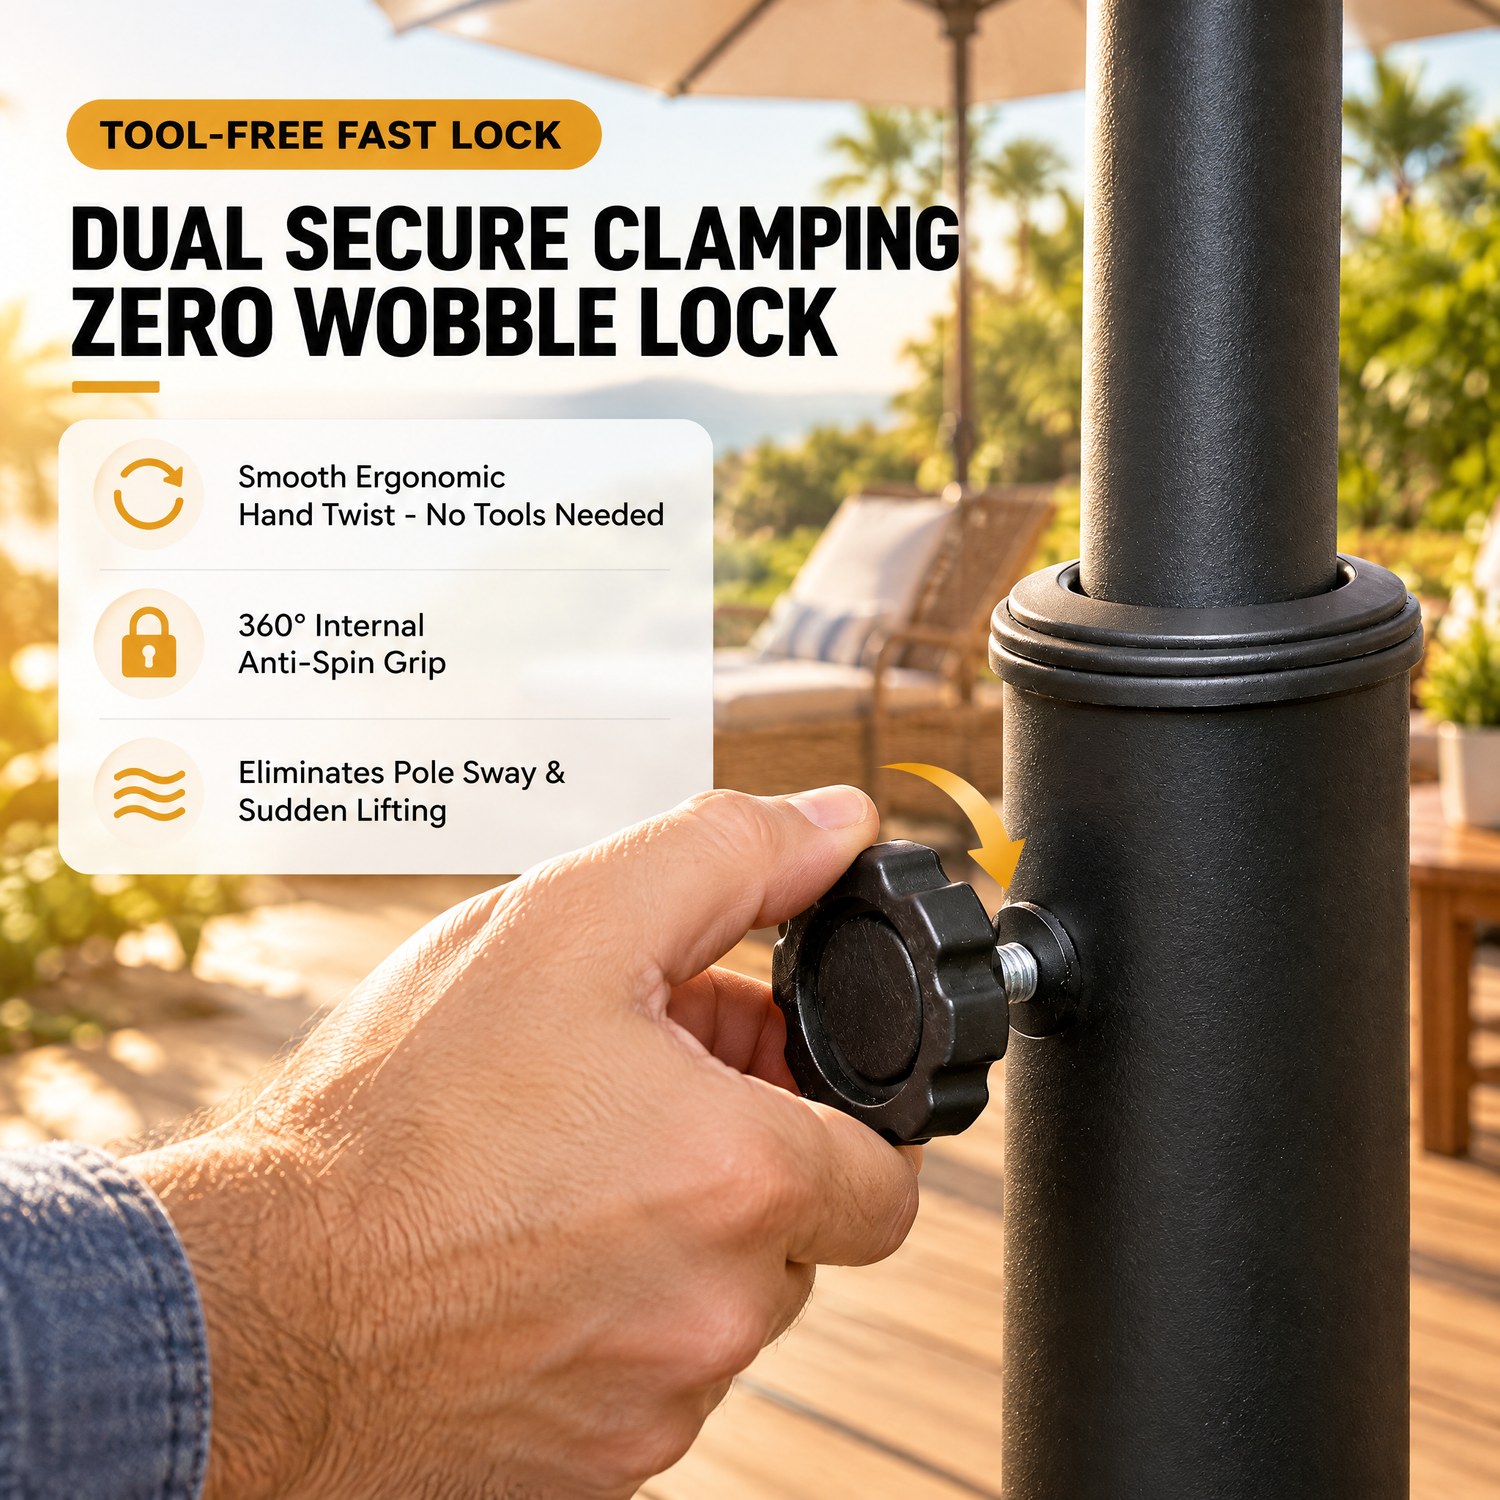 TOOL-FREE FAST LOCK
DUAL SECURE CLAMPING
ZERO WOBBLE LOCK
Smooth Ergonomic
Hand Twist - No Tools Needed
360° Internal
Anti-Spin Grip
Eliminates Pole Sway &
Sudden Lifting